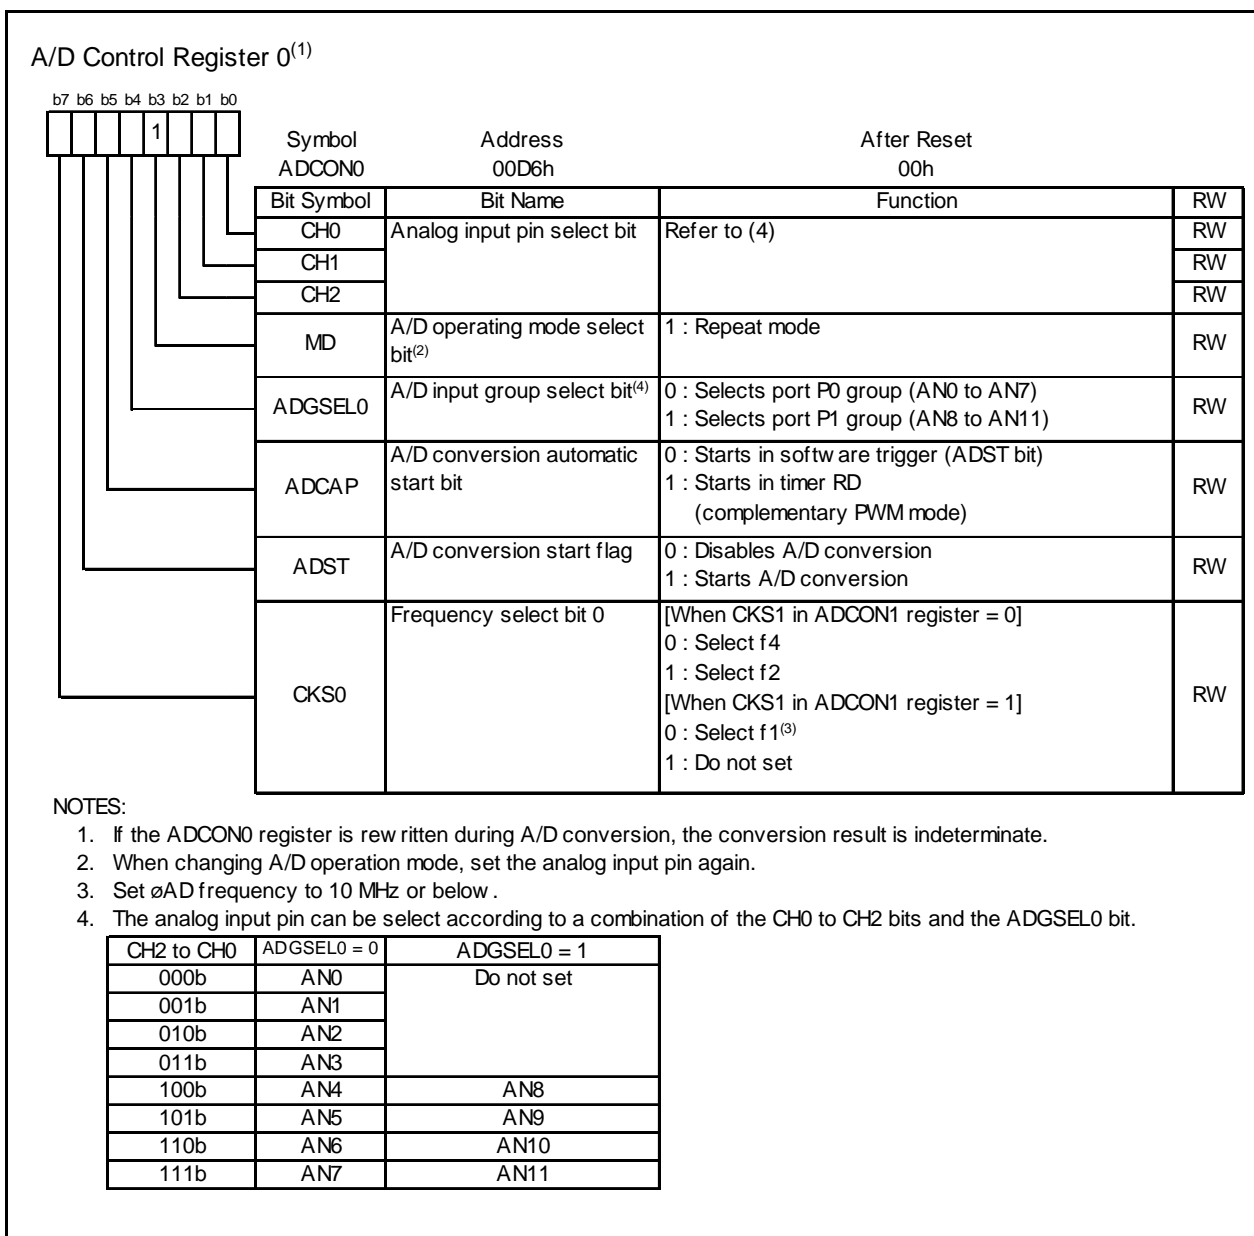 A/D Control Register 0(1)
b7 b6 b5 b4 b3 b2 b1 b0
1
Symbol Address After Reset
ADCON0 00D6h 00h
Bit Symbol Bit Name Function RW
CH0 Analog input pin select bit Refer to (4) RW
CH1 RW
CH2 RW
MD A/D operating mode select 1 : Repeat mode RW
bit(2)
ADGSEL0 A/D input group select bit(4) 0 : Selects port P0 group (AN0 to AN7) RW
1 : Selects port P1 group (AN8 to AN11)
A/D conversion automatic 0 : Starts in software trigger (ADST bit)
ADCAP start bit 1 : Starts in timer RD RW
(complementary PWM mode)
ADST A/D conversion start flag 0 : Disables A/D conversion RW
1 : Starts A/D conversion
Frequency select bit 0 [When CKS1 in ADCON1 register = 0]
0 : Select f4
1 : Select f2
CKS0 [When CKS1 in ADCON1 register = 1] RW
0 : Select f1(3)
1 : Do not set
NOTES:
1. If the ADCON0 register is rewritten during A/D conversion, the conversion result is indeterminate.
2. When changing A/D operation mode, set the analog input pin again.
3. Set øAD frequency to 10 MHz or below.
4. The analog input pin can be select according to a combination of the CH0 to CH2 bits and the ADGSEL0 bit.
CH2 to CH0 ADGSEL0 = 0 ADGSEL0 = 1
000b AN0 Do not set
001b AN1
010b AN2
011b AN3
100b AN4 AN8
101b AN5 AN9
110b AN6 AN10
111b AN7 AN11